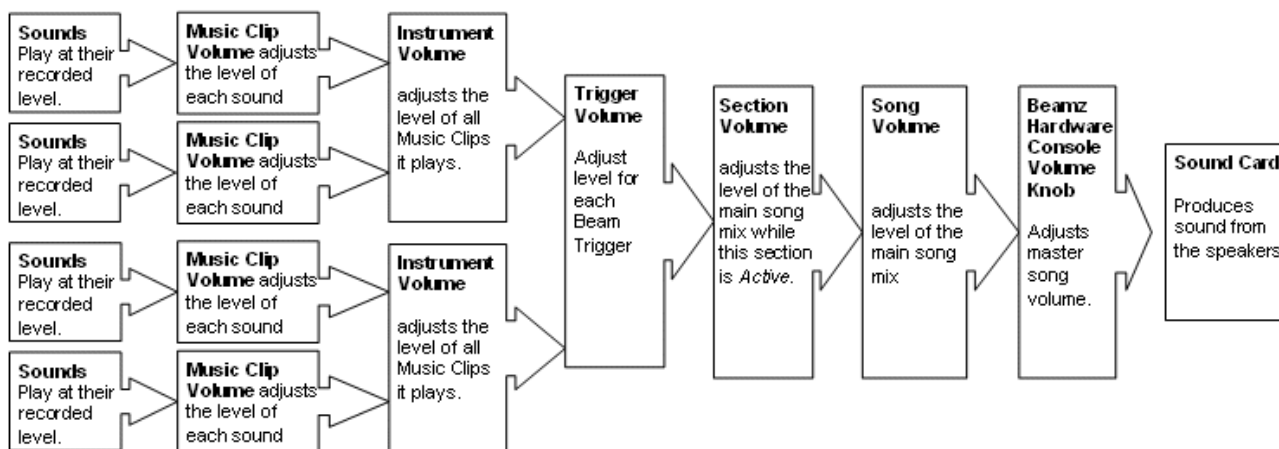 Sounds
Play at their
recorded
level.
Music Clip
Volume adjusts
the level of
each sound
Sounds
Play at their
recorded
level.
Music Clip
Volume adjusts
the level of
each sound
Instrument
Volume
adjusts the
level of all
Music Clips
it plays.
Sounds
Play at their
recorded
level.
Music Clip
Volume adjusts
the level of
each sound
Sounds
Play at their
recorded
level.
Music Clip
Volume adjusts
the level of
each sound
Instrument
Volume
adjusts the
level of all
Music Clips
it plays.
Trigger
Volume
Adjust
level for
each
Beam
Trigger
Section
Volume
adjusts the
level of the
main song
mix while
this section
is Active.
Song
Volume
adjusts the
level of the
main song
mix
Beamz
Hardware
Console
Volume
Knob
Adjusts
master
song
volume.
Sound Card
Produces
sound from
the speakers